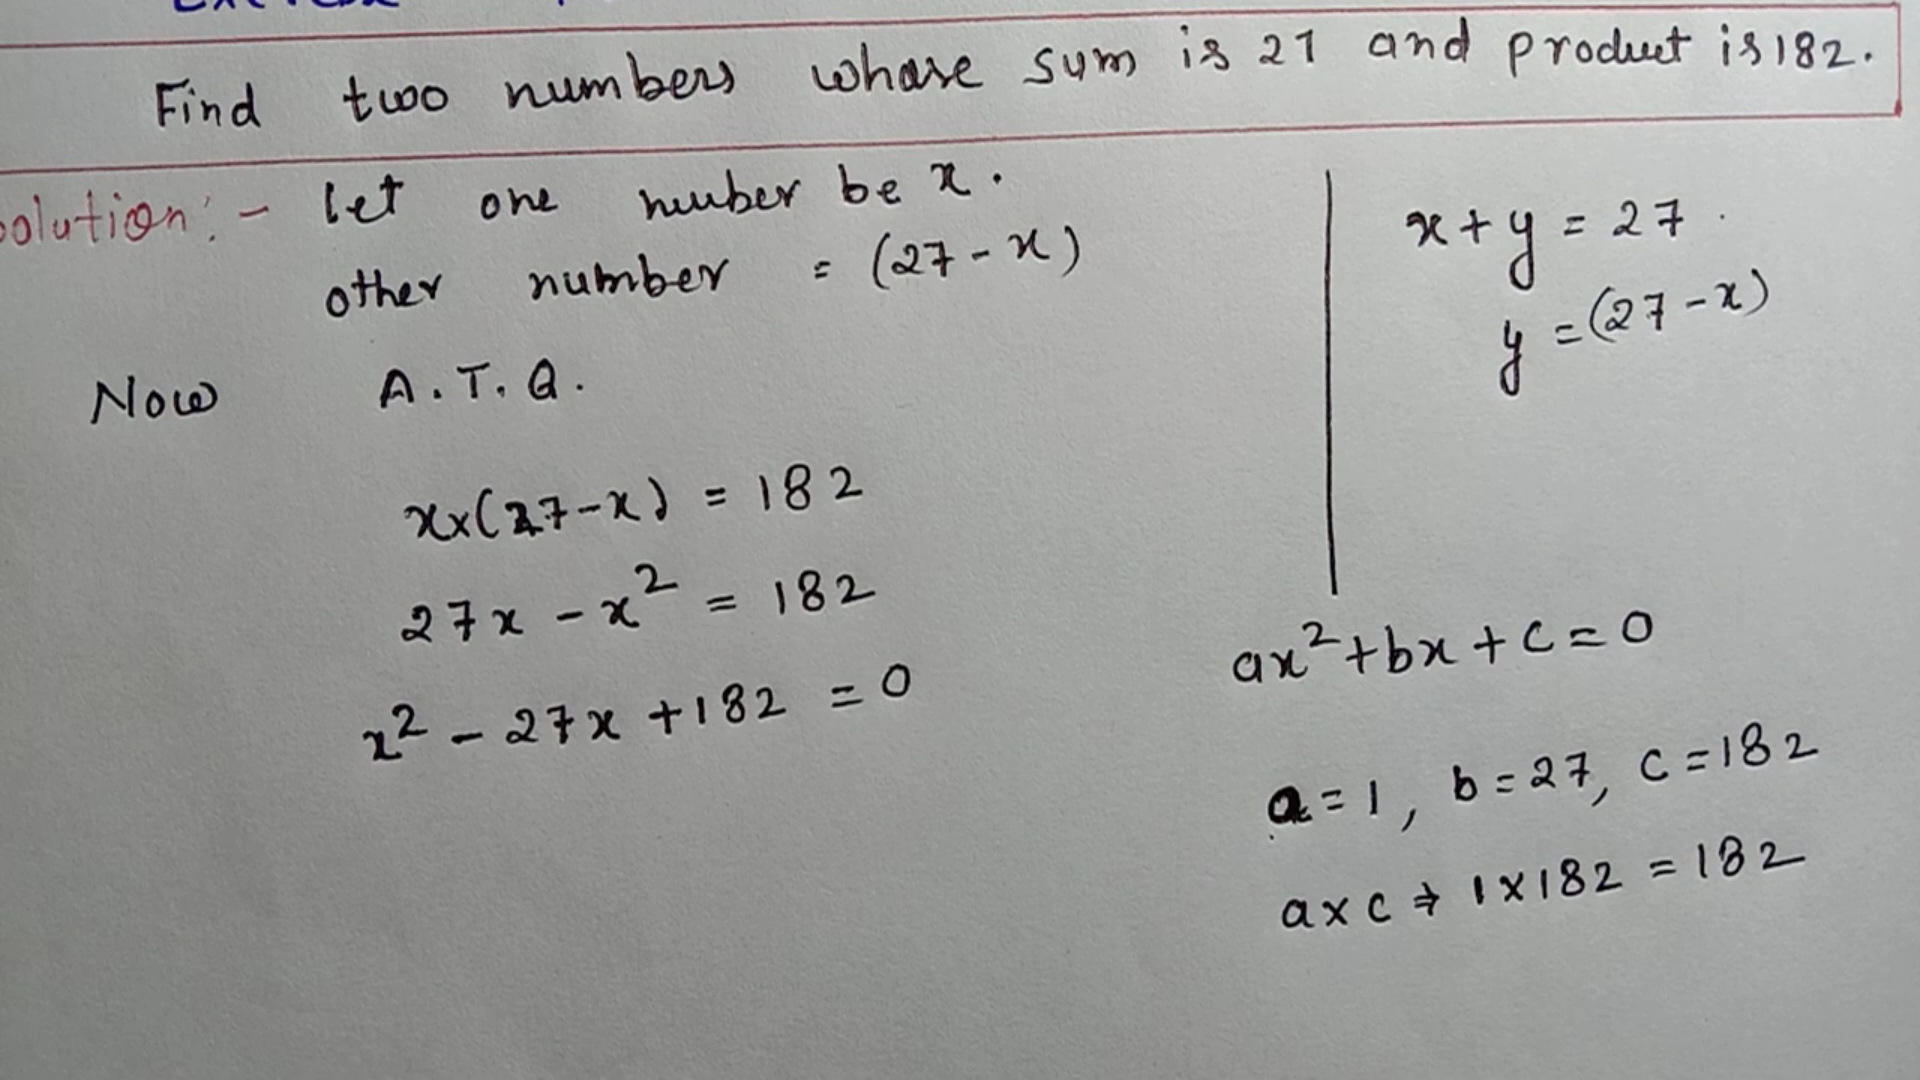 Find two numbers whose sum is 27 and product is 182.
solution:- let one nuuber be x.
other number = (27-x)
Now A.T.Q.
x×(27-x) = 182
27x - x² = 182
x² - 27x + 182 = 0
x+y = 27.
y = (27-x)
ax²+bx+c=0
a=1, b=27, c=182
a×c → 1×182 = 182